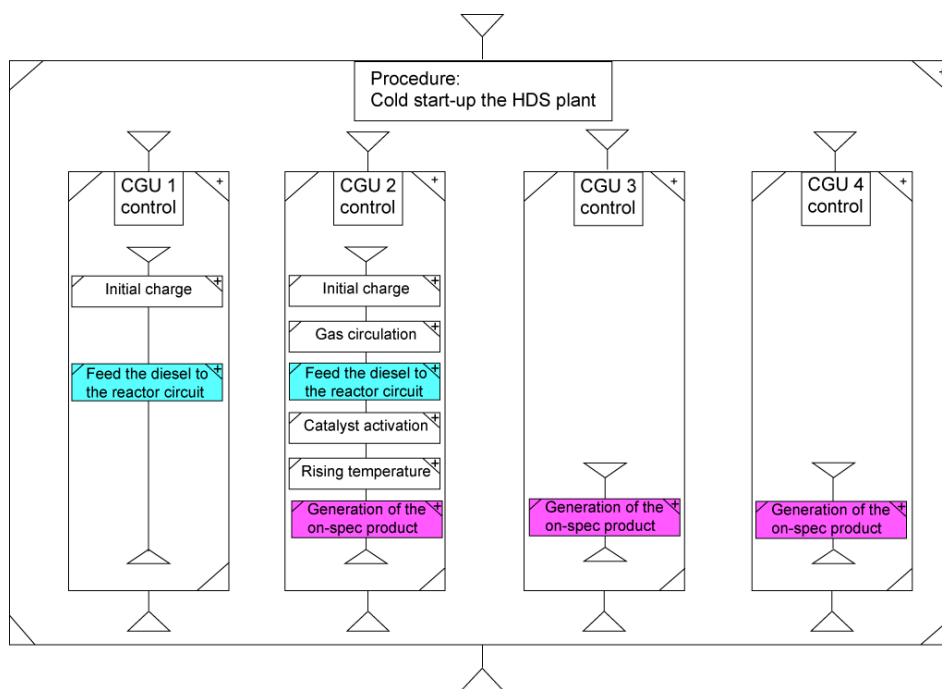 Procedure:
Cold start-up the HDS plant
CGU 1
control
+
Initial charge
+
Feed the diesel to
the reactor circuit
+
CGU 2
control
+
Initial charge
+
Gas circulation
+
Feed the diesel to
the reactor circuit
+
Catalyst activation
+
Rising temperature
+
Generation of the
on-spec product
+
CGU 3
control
+
Generation of the
on-spec product
+
CGU 4
control
+
Generation of the
on-spec product
+
+